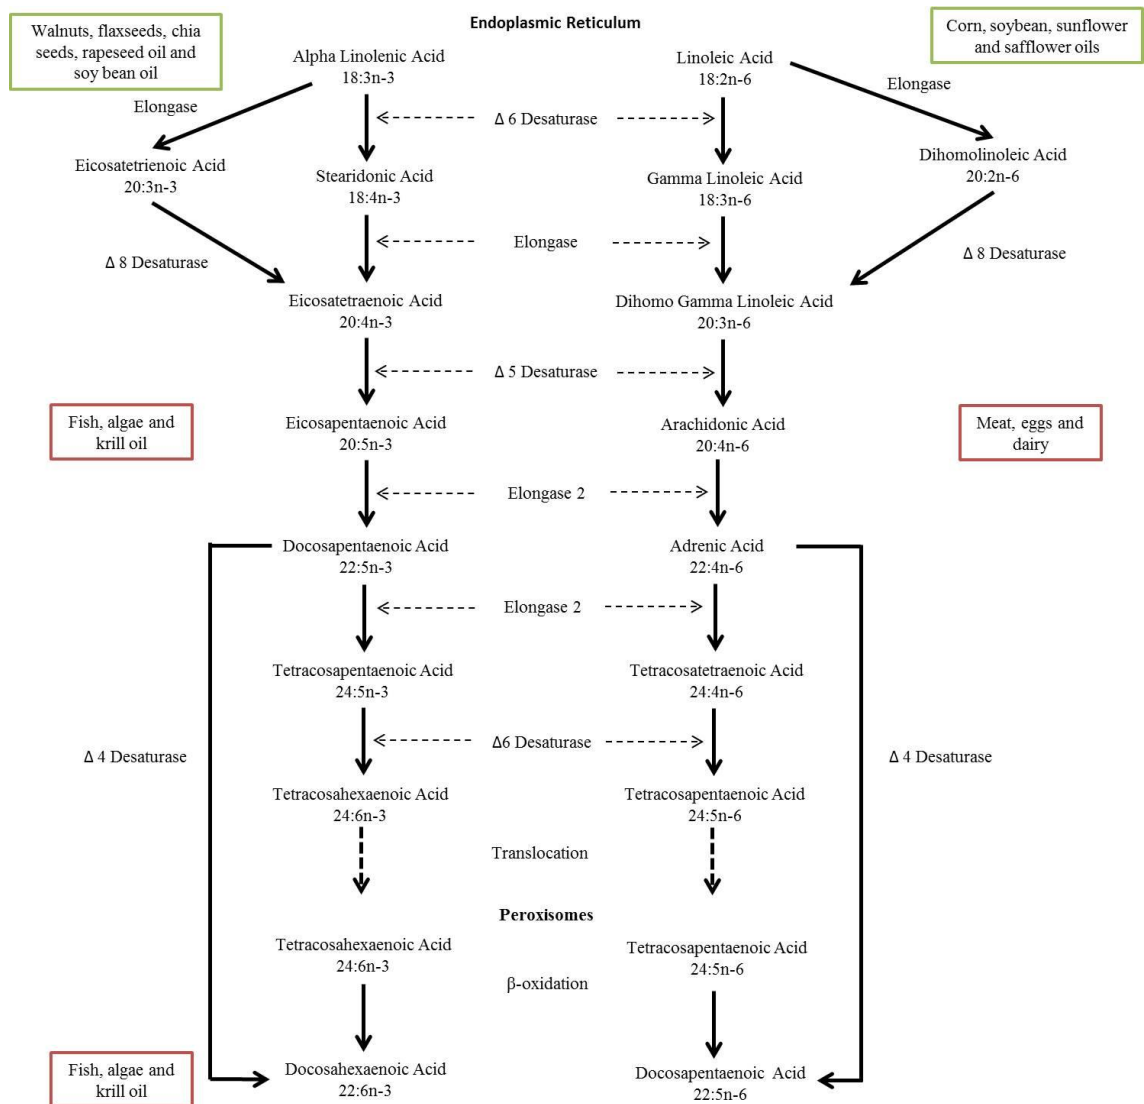 Endoplasmic Reticulum
Walnuts, flaxseeds, chia
seeds, rapeseed oil and
soy bean oil
Corn, soybean, sunflower
and safflower oils
Alpha Linolenic Acid
18:3n-3
Linoleic Acid
18:2n-6
Elongase
Elongase
Δ 6 Desaturase
Eicosatetrienoic Acid
20:3n-3
Stearidonic Acid
18:4n-3
Gamma Linoleic Acid
18:3n-6
Dihomolinoleic Acid
20:2n-6
Δ 8 Desaturase
Elongase
Δ 8 Desaturase
Eicosatetraenoic Acid
20:4n-3
Dihomo Gamma Linoleic Acid
20:3n-6
Δ 5 Desaturase
Fish, algae and
krill oil
Eicosapentaenoic Acid
20:5n-3
Arachidonic Acid
20:4n-6
Meat, eggs and
dairy
Elongase 2
Docosapentaenoic Acid
22:5n-3
Adrenic Acid
22:4n-6
Elongase 2
Tetracosapentaenoic Acid
24:5n-3
Tetracosatetraenoic Acid
24:4n-6
Δ 4 Desaturase
Δ6 Desaturase
Δ 4 Desaturase
Tetracosahexaenoic Acid
24:6n-3
Tetracosapentaenoic Acid
24:5n-6
Translocation
Peroxisomes
Tetracosahexaenoic Acid
24:6n-3
Tetracosapentaenoic Acid
24:5n-6
β-oxidation
Fish, algae and
krill oil
Docosahexaenoic Acid
22:6n-3
Docosapentaenoic Acid
22:5n-6